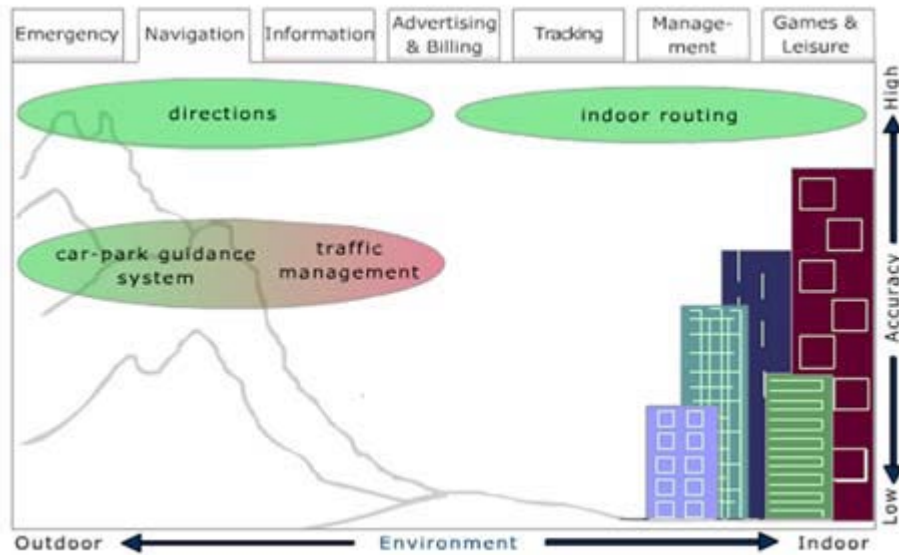 Emergency
Navigation
Information
Advertising
& Billing
Tracking
Manage-
ment
Games &
Leisure
directions
indoor routing
car-park guidance
system
traffic
management
High
Accuracy
Low
Outdoor
Environment
Indoor